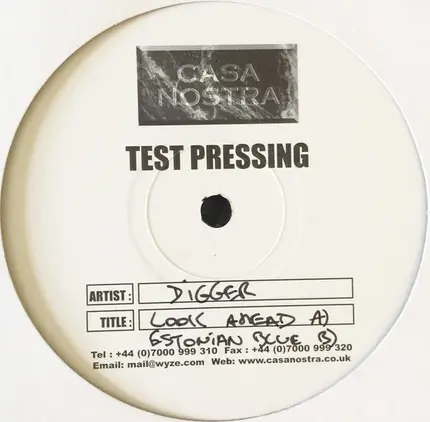 CASA
NOSTRA
TEST PRESSING
ARTIST: DIGGER
TITLE: LOOK AHEAD A)
ESTONIAN BLUE B)
Tel : +44 (0)7000 999 310 Fax : +44 (0)7000 999 320
Email: mail@wyze.com Web: www.casanostra.co.uk